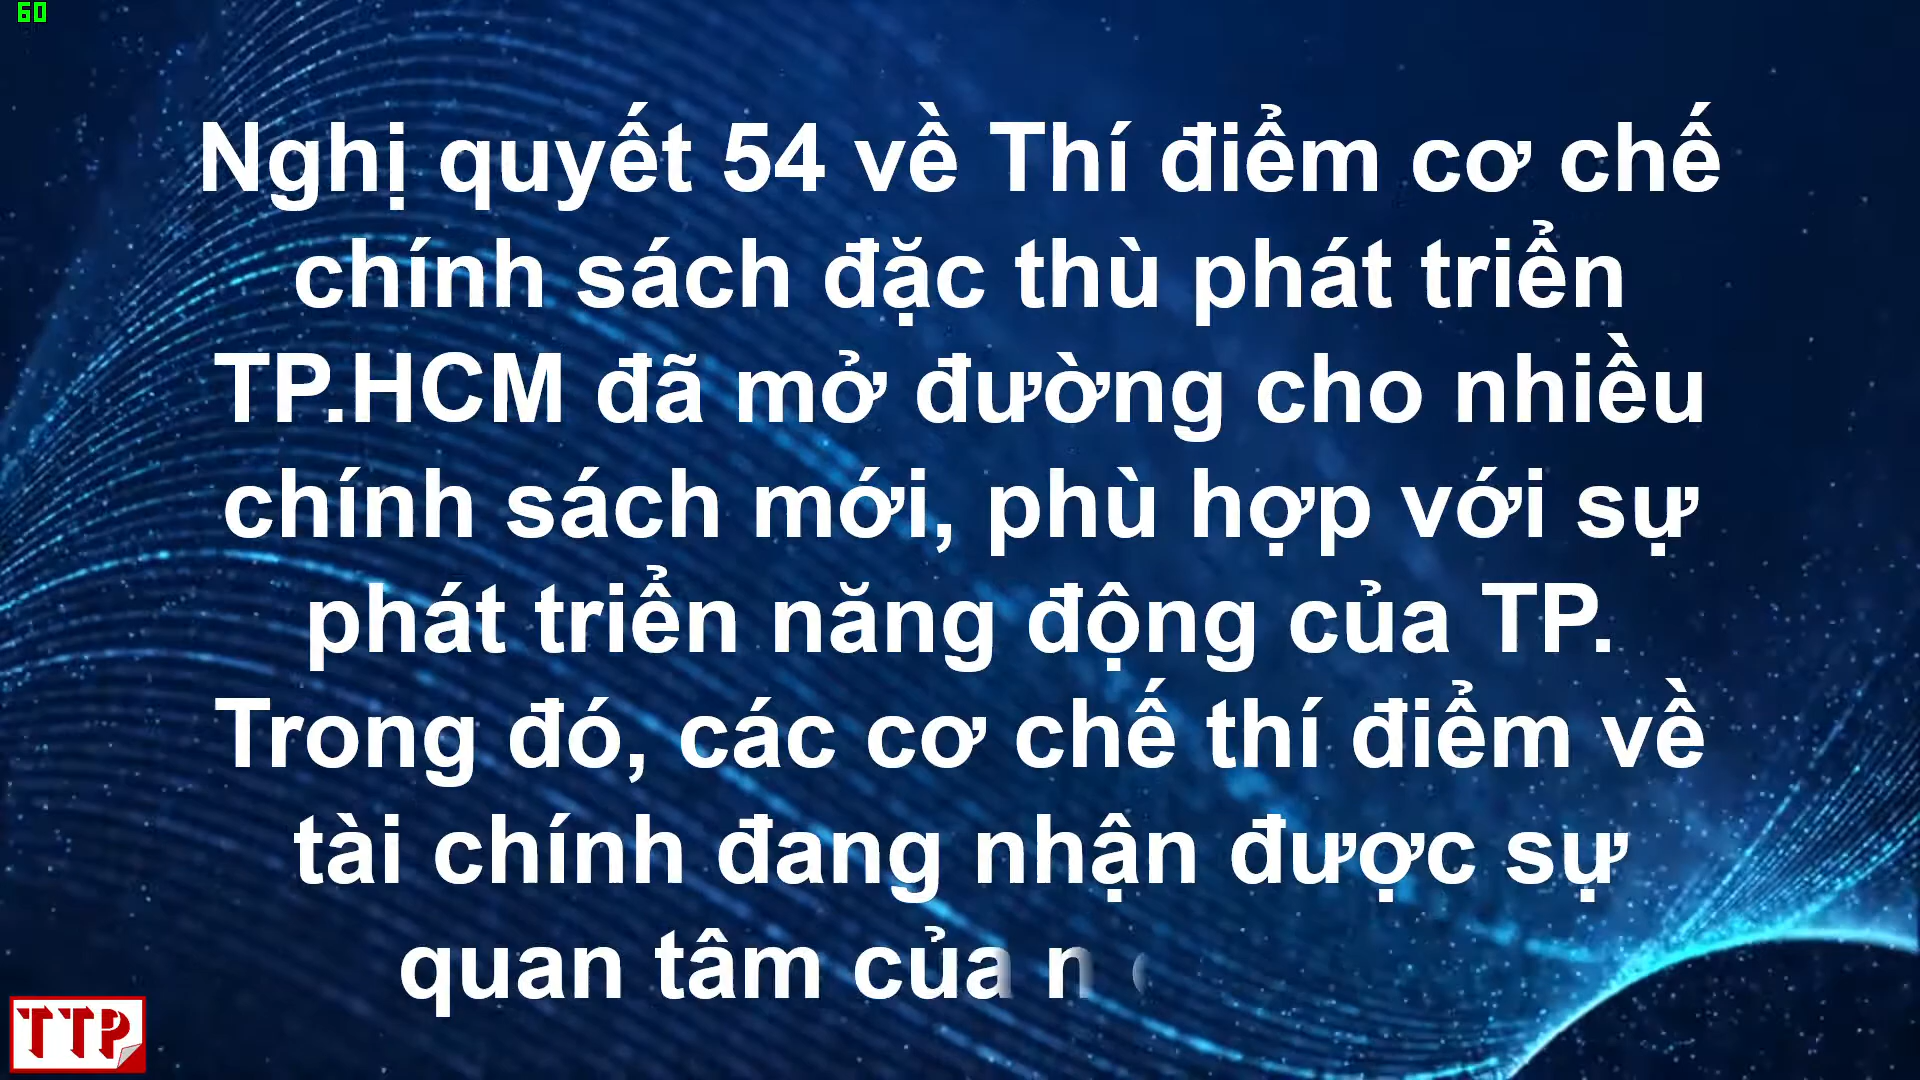 60
Nghị quyết 54 về Thí điểm cơ chế
chính sách đặc thù phát triển
TP.HCM đã mở đường cho nhiều
chính sách mới, phù hợp với sự
phát triển năng động của TP.
Trong đó, các cơ chế thí điểm về
tài chính đang nhận được sự
quan tâm của
TTP